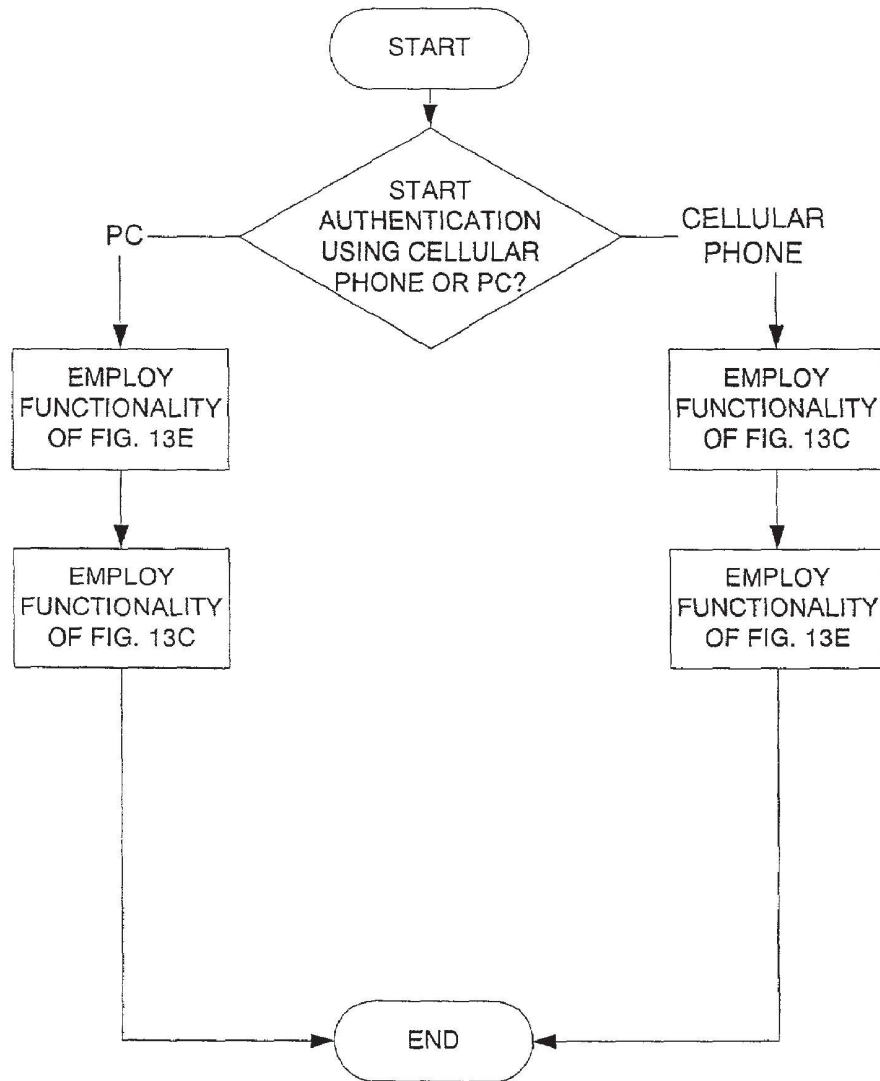 START
START
AUTHENTICATION
USING CELLULAR
PHONE OR PC?
PC
CELLULAR
PHONE
EMPLOY
FUNCTIONALITY
OF FIG. 13E
EMPLOY
FUNCTIONALITY
OF FIG. 13C
EMPLOY
FUNCTIONALITY
OF FIG. 13C
EMPLOY
FUNCTIONALITY
OF FIG. 13E
END